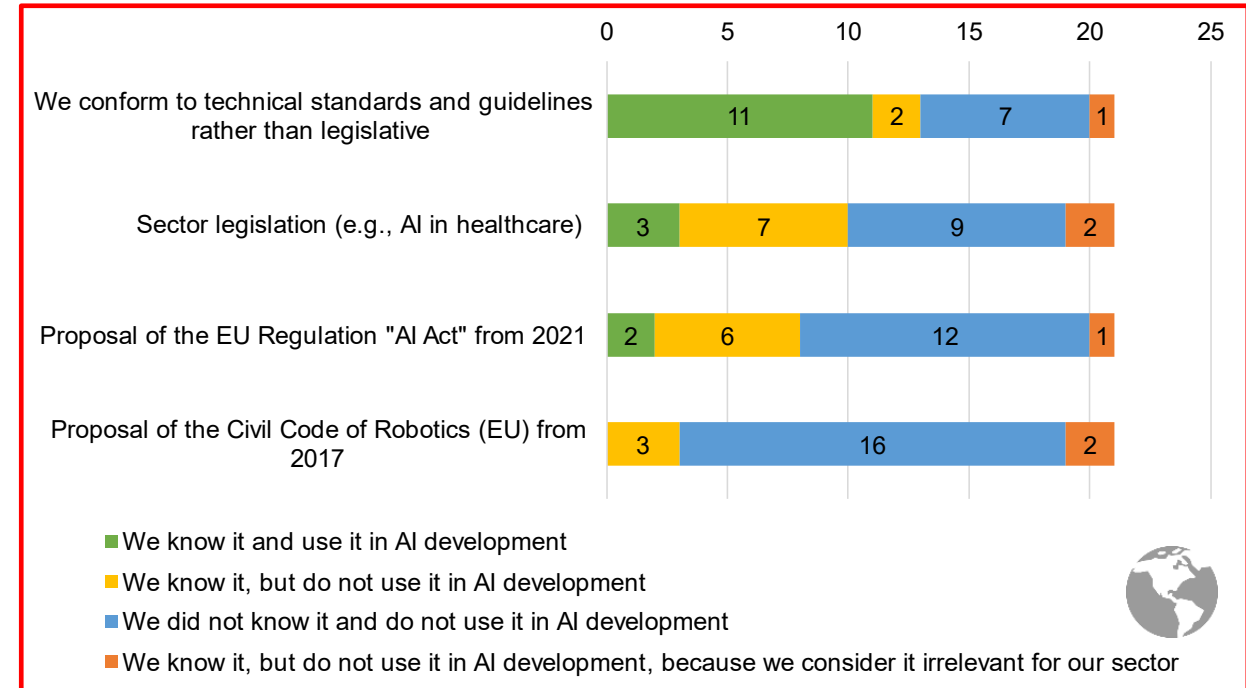 0 5 10 15 20 25
We conform to technical standards and guidelines
rather than legislative
11 2 7 1
Sector legislation (e.g., AI in healthcare)
3 7 9 2
Proposal of the EU Regulation "AI Act" from 2021
2 6 12 1
Proposal of the Civil Code of Robotics (EU) from
2017
3 16 2
We know it and use it in AI development
We know it, but do not use it in AI development
We did not know it and do not use it in AI development
We know it, but do not use it in AI development, because we consider it irrelevant for our sector